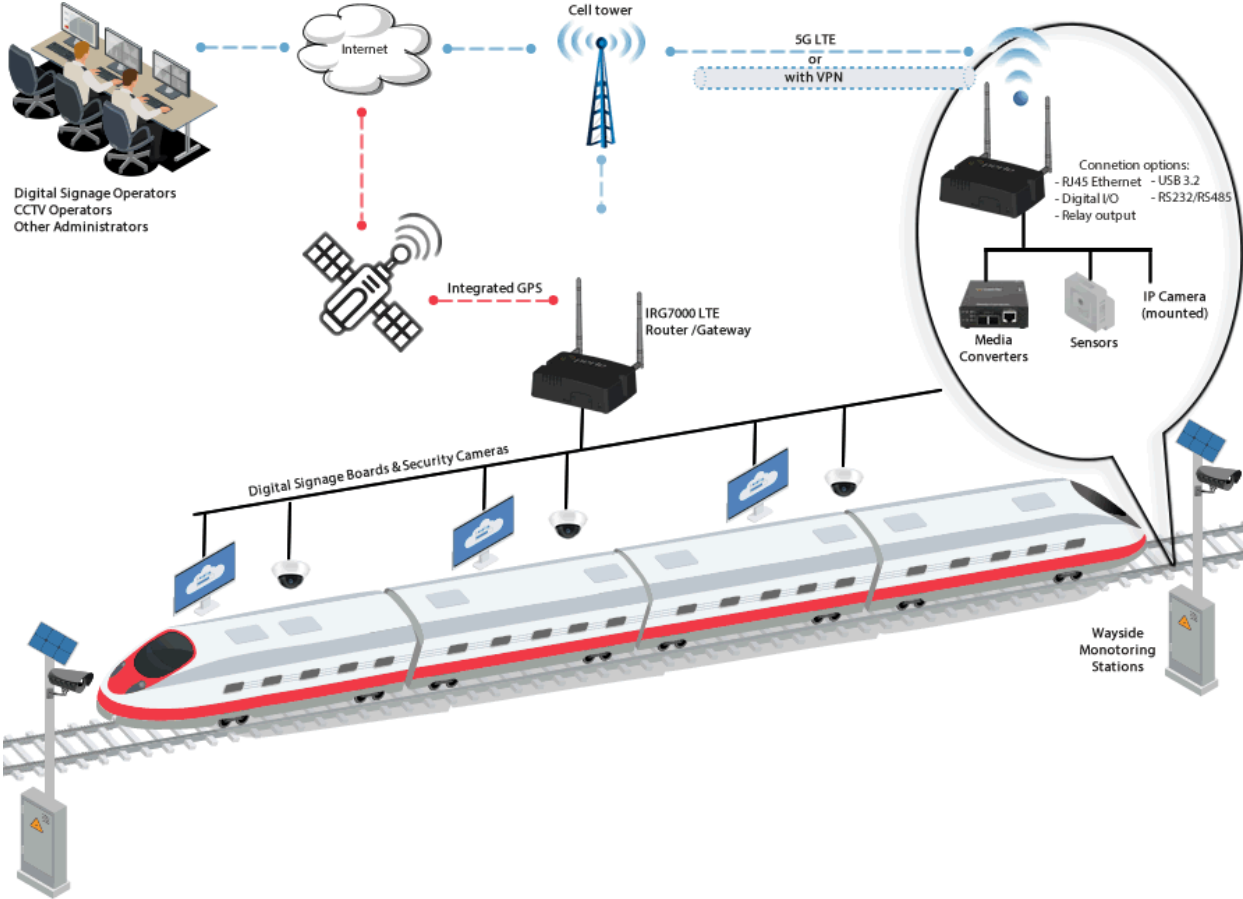 Cell tower
Internet
5G LTE
or
with VPN
Digital Signage Operators
CCTV Operators
Other Administrators
Connetion options:
- RJ45 Ethernet
- USB 3.2
- Digital I/O
- RS232/RS485
- Relay output
Integrated GPS
IRG7000 LTE
Router /Gateway
perle
Media
Converters
Sensors
IP Camera
(mounted)
Digital Signage Boards & Security Cameras
Wayside
Monotoring
Stations